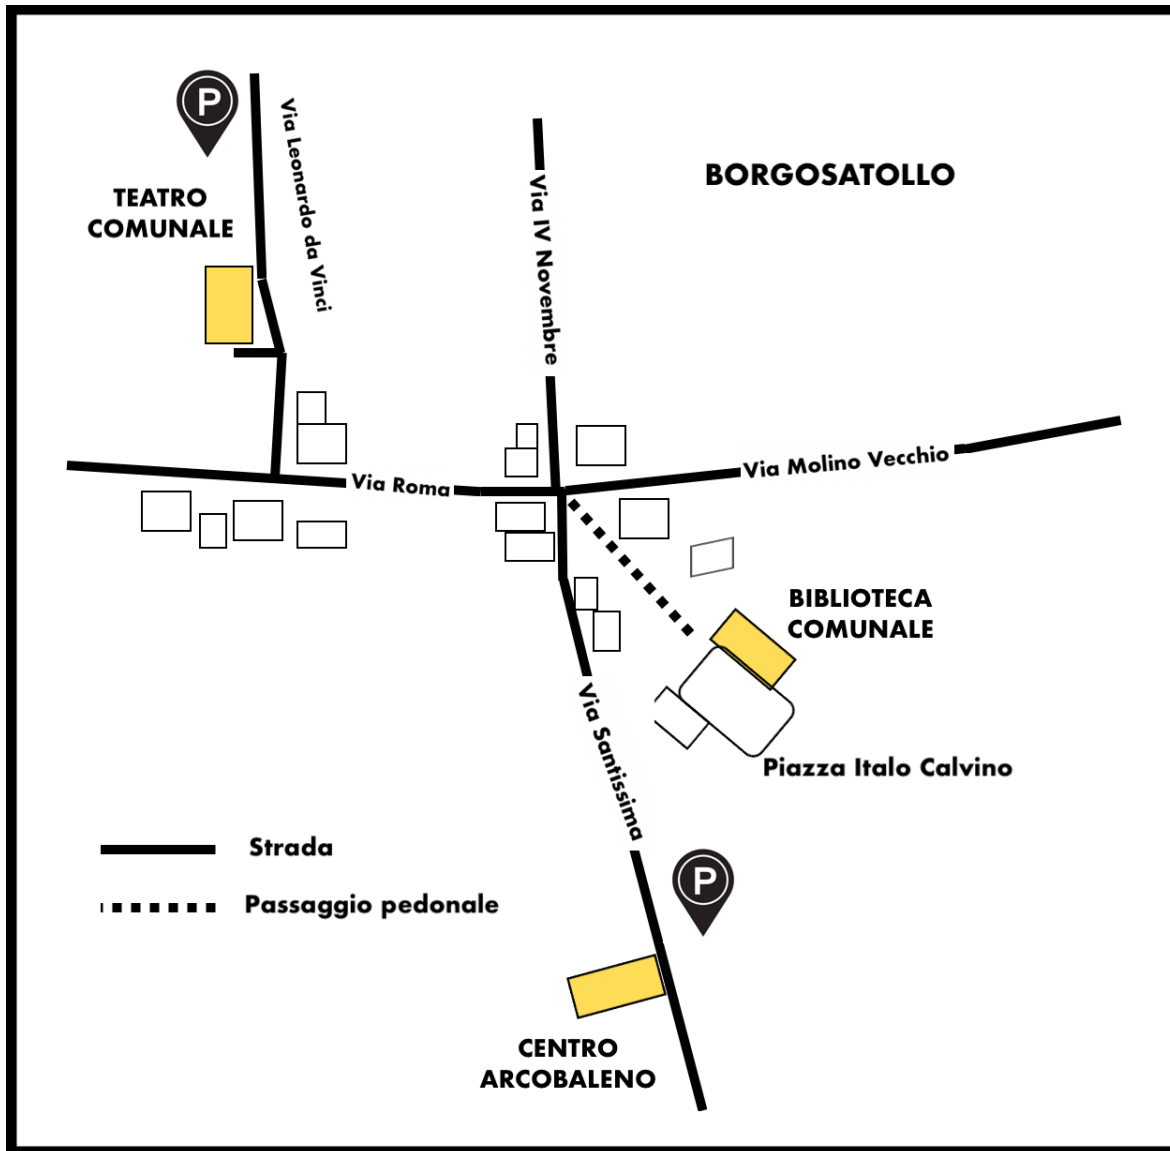 P
Via Leonardo da Vinci
TEATRO
COMUNALE
Via IV Novembre
BORGOSATOLLO
Via Roma
Via Molino Vecchio
BIBLIOTECA
COMUNALE
Via Santissima
Piazza Italo Calvino
Strada
Passaggio pedonale
P
CENTRO
ARCOBALENO